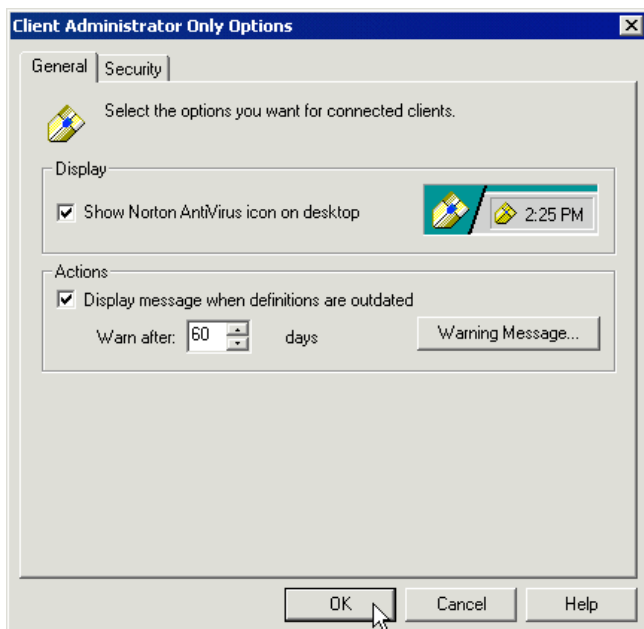 Client Administrator Only Options
General
Security
Select the options you want for connected clients.
Display
Show Norton AntiVirus icon on desktop
2:25 PM
Actions
Display message when definitions are outdated
Warn after: 60 days
Warning Message...
OK
Cancel
Help